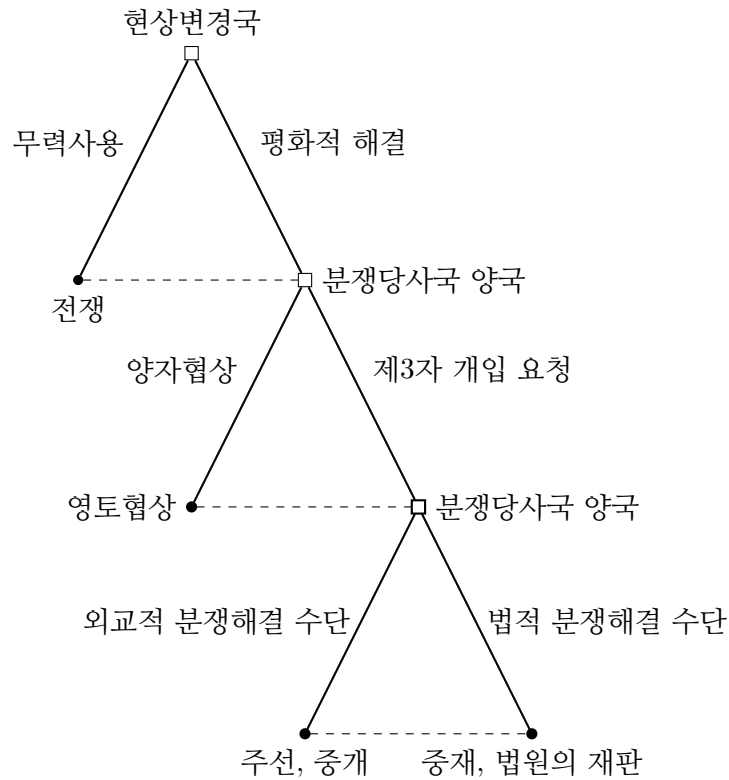 현상변경국
무력사용
평화적 해결
분쟁당사국 양국
전쟁
양자협상
제3자 개입 요청
영토협상
분쟁당사국 양국
외교적 분쟁해결 수단
법적 분쟁해결 수단
주선, 중개
중재, 법원의 재판